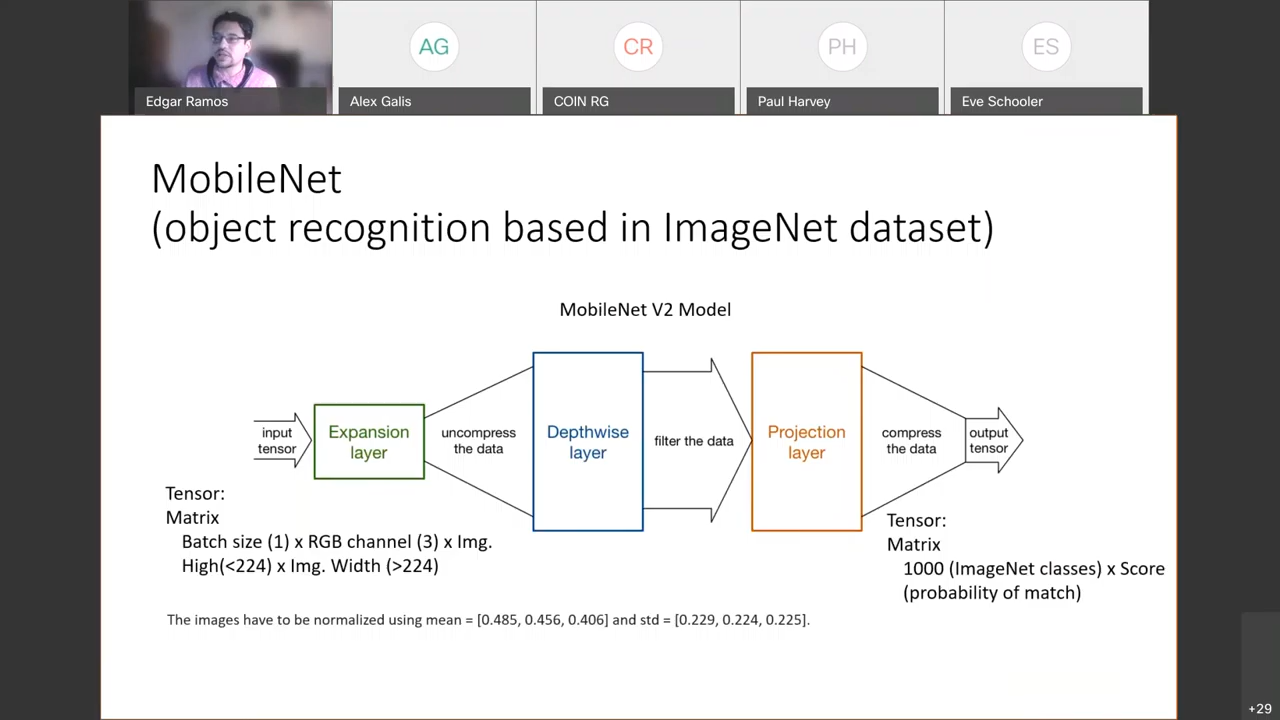 AG
CR
PH
ES
Edgar Ramos
Alex Galis
COIN RG
Paul Harvey
Eve Schooler
MobileNet
(object recognition based in ImageNet dataset)
MobileNet V2 Model
input
tensor
Expansion
layer
uncompress
the data
Depthwise
layer
filter the data
Projection
layer
compress
the data
output
tensor
Tensor:
Matrix
Batch size (1) x RGB channel (3) x Img.
High(<224) x Img. Width (>224)
Tensor:
Matrix
1000 (ImageNet classes) x Score
(probability of match)
The images have to be normalized using mean = [0.485, 0.456, 0.406] and std = [0.229, 0.224, 0.225].
+29